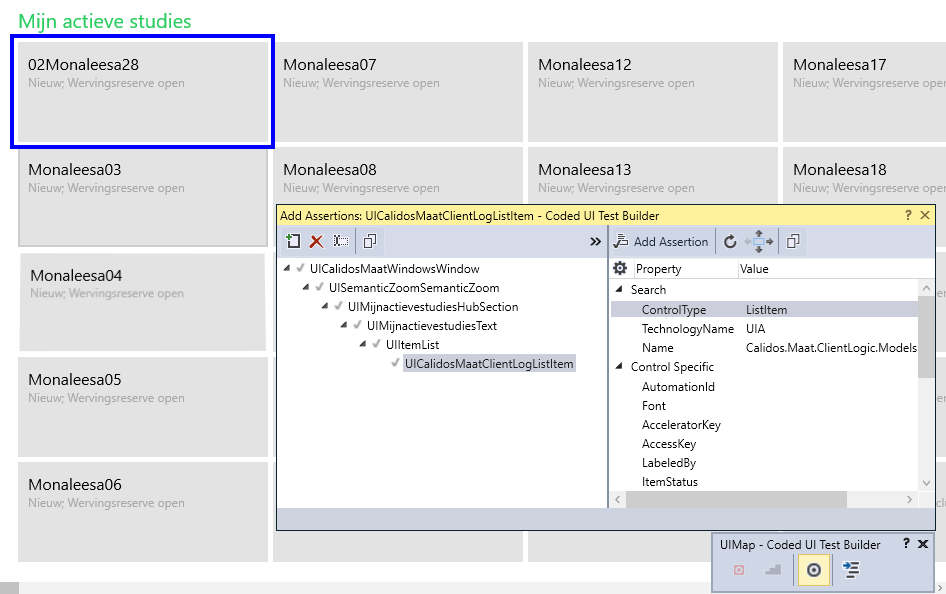 Mijn actieve studies
02Monaleesa28
Nieuw; Wervingsreserve open
Monaleesa07
Nieuw; Wervingsreserve open
Monaleesa12
Nieuw; Wervingsreserve open
Monaleesa17
Nieuw; Wervingsreserve open
Monaleesa03
Nieuw; Wervingsreserve open
Monaleesa08
Nieuw; Wervingsreserve open
Monaleesa13
Nieuw; Wervingsreserve open
Monaleesa18
Nieuw; Wervingsreserve open
Monaleesa04
Nieuw; Wervingsreserve open
Monaleesa05
Nieuw; Wervingsreserve open
Monaleesa06
Nieuw; Wervingsreserve open
Add Assertions: UICalidosMaatClientLogListItem - Coded UI Test Builder
UICalidosMaatWindowsWindow
UISemanticZoomSemanticZoom
UIMijnactievestudiesHubSection
UIMijnactievestudiesText
UIItemList
UICalidosMaatClientLogListItem
Add Assertion
Property Value
Search
ControlType ListItem
TechnologyName UIA
Name Calidos.Maat.ClientLogic.Models
Control Specific
AutomationId
Font
AcceleratorKey
AccessKey
LabeledBy
ItemStatus
UIMap - Coded UI Test Builder